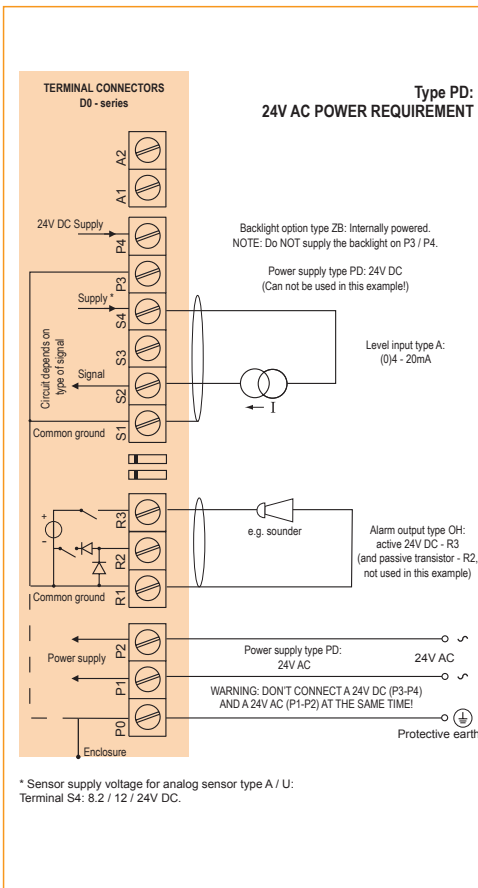 TERMINAL CONNECTORS
D0 - series
Type PD:
24V AC POWER REQUIREMENT
A2
A1
24V DC Supply
P4
Backlight option type ZB: Internally powered.
NOTE: Do NOT supply the backlight on P3 / P4.
P3
Power supply type PD: 24V DC
(Can not be used in this example!)
Supply *
S4
Circuit depends on
type of signal
S3
Level input type A:
(0)4 - 20mA
Signal
S2
I
S1
Common ground
R3
e.g. sounder
+
-
R2
Alarm output type OH:
active 24V DC - R3
(and passive transistor - R2,
not used in this example)
R1
Common ground
P2
Power supply
Power supply type PD:
24V AC
24V AC
P1
WARNING: DON'T CONNECT A 24V DC (P3-P4)
AND A 24V AC (P1-P2) AT THE SAME TIME!
P0
Protective earth
Enclosure
* Sensor supply voltage for analog sensor type A / U:
Terminal S4: 8.2 / 12 / 24V DC.